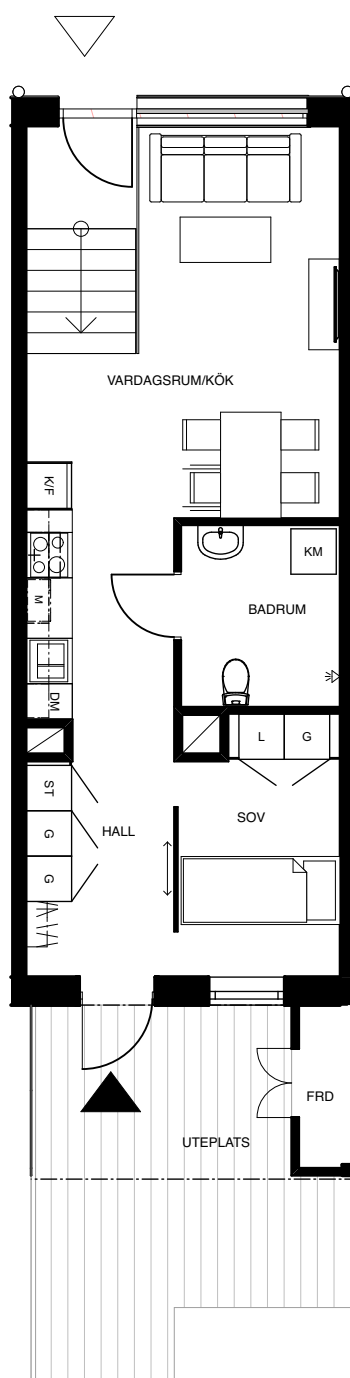 VARDAGSRUM/KÖK
K/F
KM
M
BADRUM
DM
L
G
ST
SOV
HALL
G
G
FRD
UTEPLATS